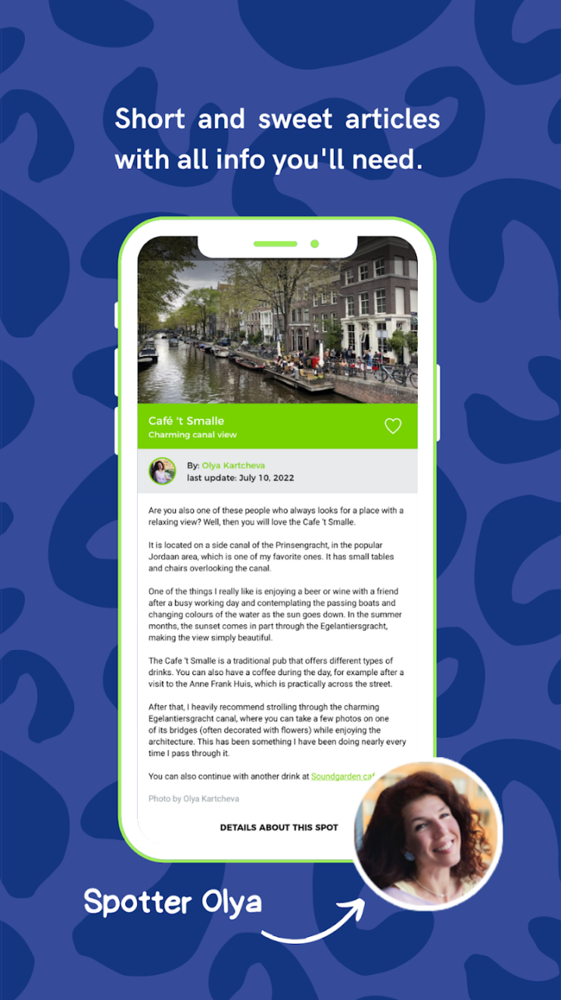 Short and sweet articles
with all info you'll need.
Café 't Smalle
Charming canal view
By: Olya Kartcheva
last update: July 10, 2022
Are you also one of these people who always looks for a place with a
relaxing view? Well, then you will love the Cafe 't Smalle.
It is located on a side canal of the Prinsengracht, in the popular
Jordaan area, which is one of my favorite ones. It has small tables
and chairs overlooking the canal.
One of the things I really like is enjoying a beer or wine with a friend
after a busy working day and contemplating the passing boats and
changing colours of the water as the sun goes down. In the summer
months, the sunset comes in part through the Egelantiersgracht,
making the view simply beautiful.
The Cafe 't Smalle is a traditional pub that offers different types of
drinks. You can also have a coffee during the day, for example after a
visit to the Anne Frank Huis, which is practically across the street.
After that, I heavily recommend strolling through the charming
Egelantiersgracht canal, where you can take a few photos on one
of its bridges (often decorated with flowers) while enjoying the
architecture. This has been something I have been doing nearly every
time I pass through it.
You can also continue with another drink at Soundgarden
Photo by Olya Kartcheva
DETAILS ABOUT THIS SPOT
Spotter Olya